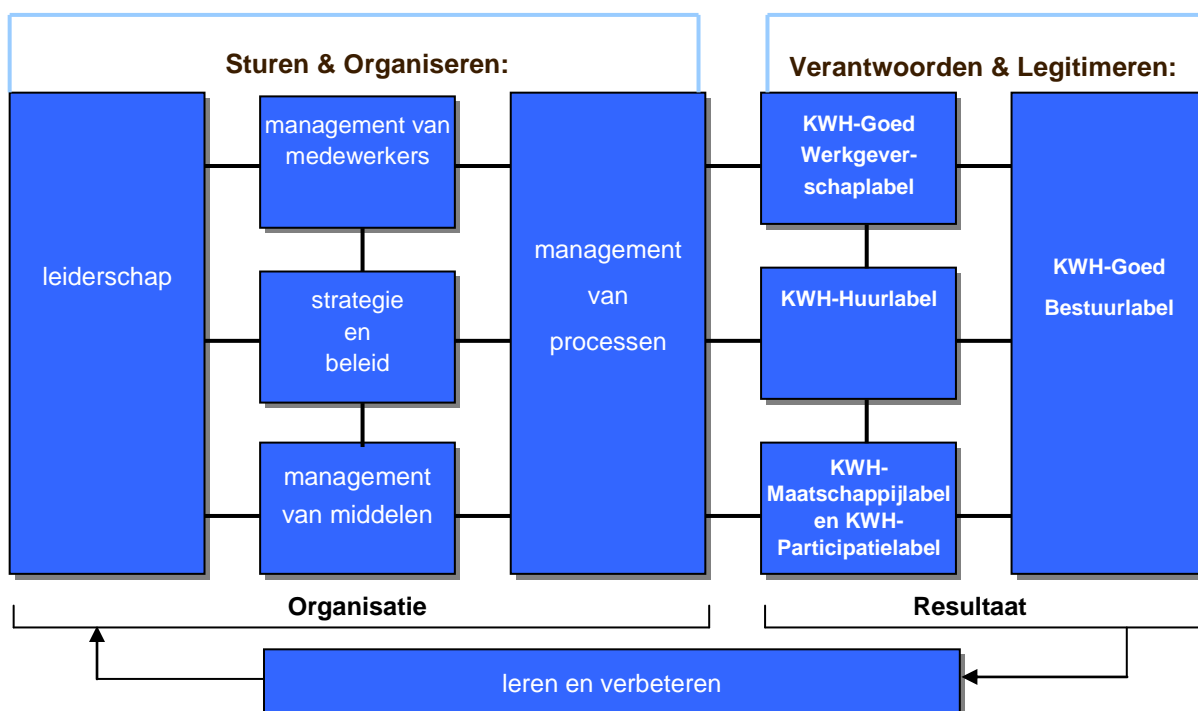 Sturen & Organiseren:
Verantwoorden & Legitimeren:
leiderschap
management van
medewerkers
strategie
en
beleid
management
van middelen
management
van
processen
KWH-Goed
Werkgever-
schaplabel
KWH-Huurlabel
KWH-
Maatschappijlabel
en KWH-
Participatielabel
KWH-Goed
Bestuurlabel
Organisatie
Resultaat
leren en verbeteren